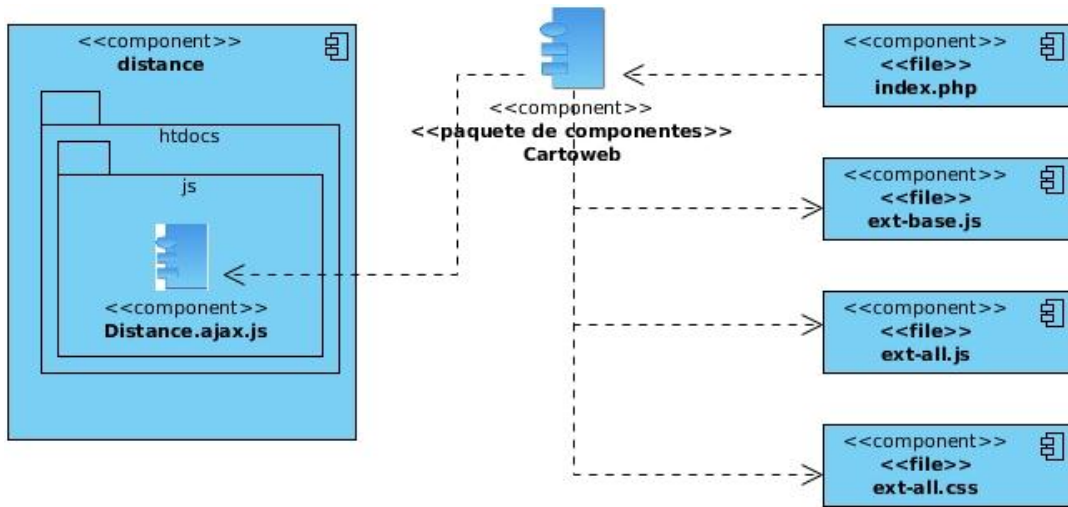 <<component>>
distance
htdocs
js
<<component>>
Distance.ajax.js
<<component>>
<<paquete de componentes>>
Cartoweb
<<component>>
<<file>>
index.php
<<component>>
<<file>>
ext-base.js
<<component>>
<<file>>
ext-all.js
<<component>>
<<file>>
ext-all.css